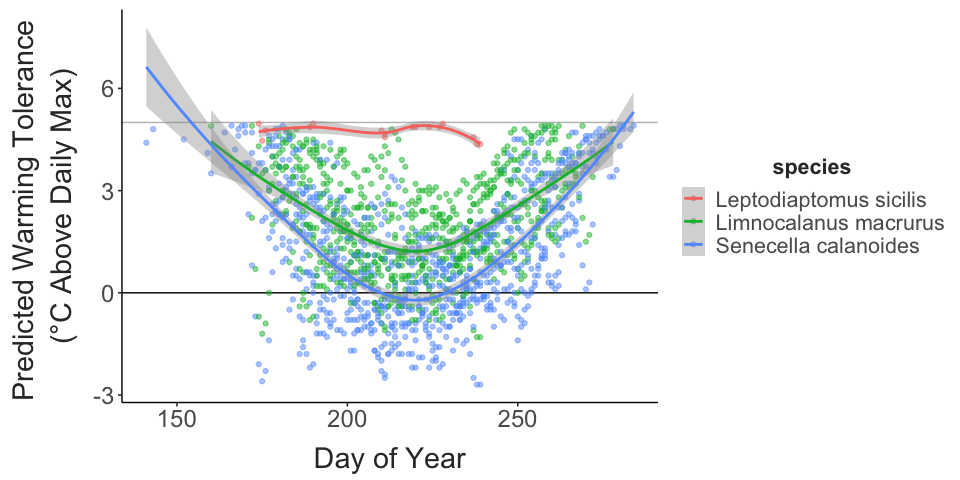 Predicted Warming Tolerance
(°C Above Daily Max)
6
3
0
-3
150
200
250
Day of Year
species
Leptodiaptomus sicilis
Limnocalanus macrurus
Senecella calanoides